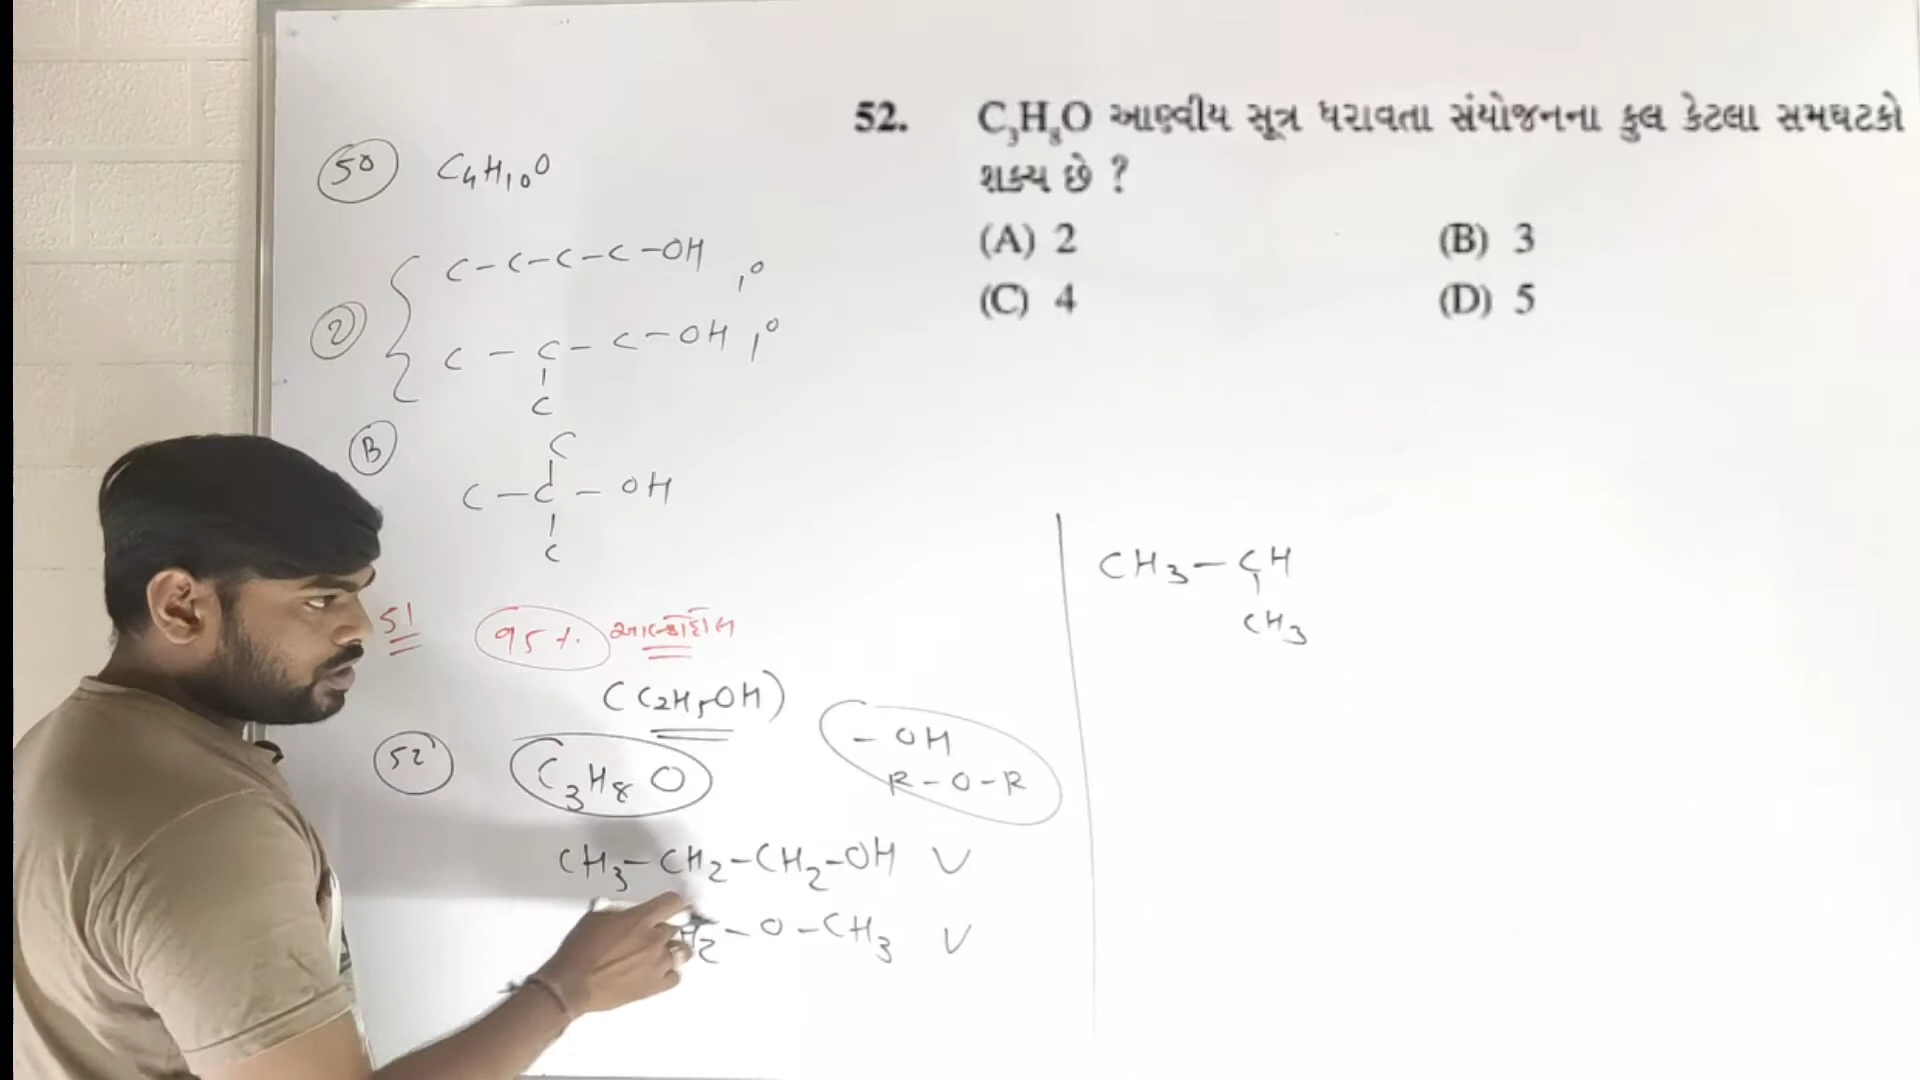 52. C₃H₈O આણ્વીય સૂત્ર ધરાવતા સંયોજનના કુલ કેટલા સમઘટકો
શક્ય છે ?
(A) 2 (B) 3
(C) 4 (D) 5
50 C₄H₁₀O
C-C-C-C-OH , 1°
2
C - C - C-OH 1°
C
B
C
C - C - OH
C
51 95 %. આલ્કોહોલ
(C₂H₅OH)
52 C₃H₈O
- OH
R-O-R
CH₃-CH₂-CH₂-OH
H₂-O-CH₃
CH₃-CH
CH₃